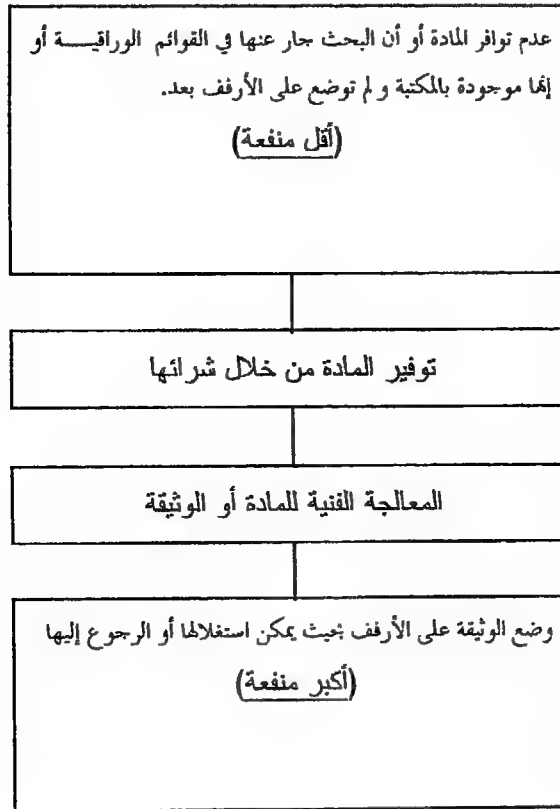 عدم توافر المادة أو أن البحث جار عنها في القوائم الوراقيـــة أو
إنها موجودة بالمكتبة و لم توضع على الأرفف بعد.
(أقل منفعة)
توفير المادة من خلال شرائها
المعالجة الفنية للمادة أو الوثيقة
وضع الوثيقة على الأرفف بحيث يمكن استغلالها أو الرجوع إليها
(أكبر منفعة)